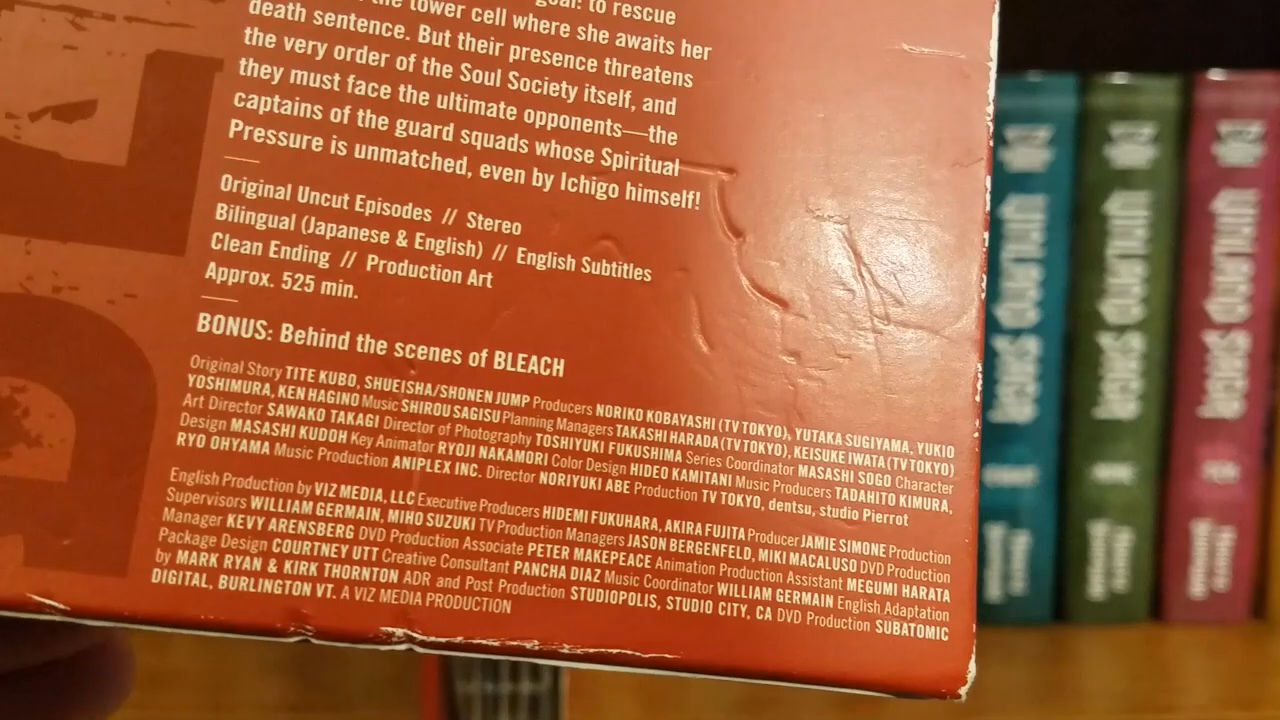 goal: to rescue
the tower cell where she awaits her
death sentence. But their presence threatens
the very order of the Soul Society itself, and
they must face the ultimate opponents—the
captains of the guard squads whose Spiritual
Pressure is unmatched, even by Ichigo himself!
Original Uncut Episodes // Stereo
Bilingual (Japanese & English) // English Subtitles
Clean Ending // Production Art
Approx. 525 min.
BONUS: Behind the scenes of BLEACH
Original Story TITE KUBO, SHUEISHA/SHONEN JUMP Producers NORIKO KOBAYASHI (TV TOKYO), YUTAKA SUGIYAMA, YUKIO
YOSHIMURA, KEN HAGINO Music SHIROU SAGISU Planning Managers TAKASHI HARADA (TV TOKYO), KEISUKE IWATA (TV TOKYO)
Art Director SAWAKO TAKAGI Director of Photography TOSHIYUKI FUKUSHIMA Series Coordinator MASASHI SOGO Character
Design MASASHI KUDOH Key Animator RYOJI NAKAMORI Color Design HIDEO KAMITANI Music Producers TADAHITO KIMURA,
RYO OHYAMA Music Production ANIPLEX INC. Director NORIYUKI ABE Production TV TOKYO, dentsu, studio Pierrot
English Production by VIZ MEDIA, LLC Executive Producers HIDEMI FUKUHARA, AKIRA FUJITA Producer JAMIE SIMONE Production
Supervisors WILLIAM GERMAIN, MIHO SUZUKI TV Production Managers JASON BERGENFELD, MIKI MACALUSO DVD Production
Manager KEVY ARENSBERG DVD Production Associate PETER MAKEPEACE Animation Production Assistant MEGUMI HARATA
Package Design COURTNEY UTT Creative Consultant PANCHA DIAZ Music Coordinator WILLIAM GERMAIN English Adaptation
by MARK RYAN & KIRK THORNTON ADR and Post Production STUDIOPOLIS, STUDIO CITY, CA DVD Production SUBATOMIC
DIGITAL, BURLINGTON VT. A VIZ MEDIA PRODUCTION